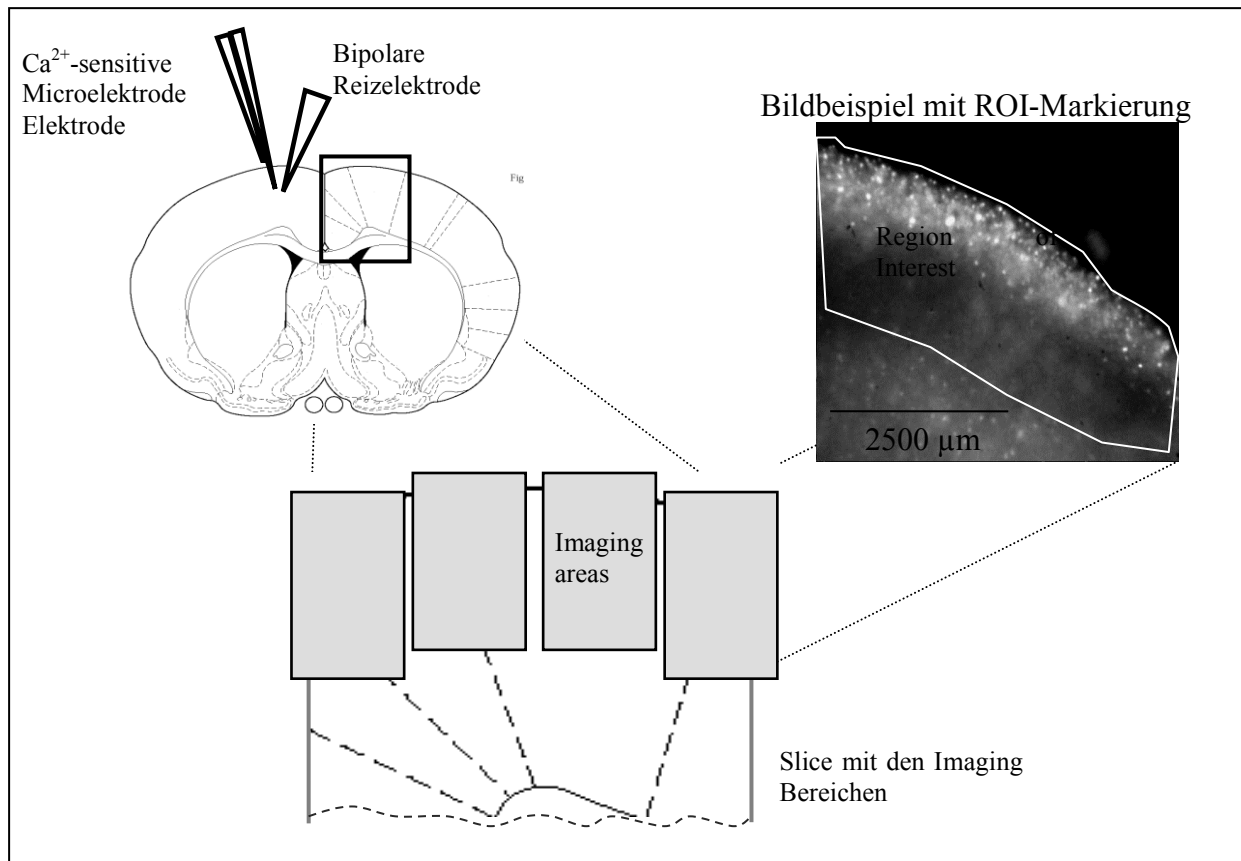 Ca²⁺-sensitive
Microelektrode
Elektrode
Bipolare
Reizelektrode
Fig
Bildbeispiel mit ROI-Markierung
Region of
Interest
2500 µm
Imaging
areas
Slice mit den Imaging
Bereichen